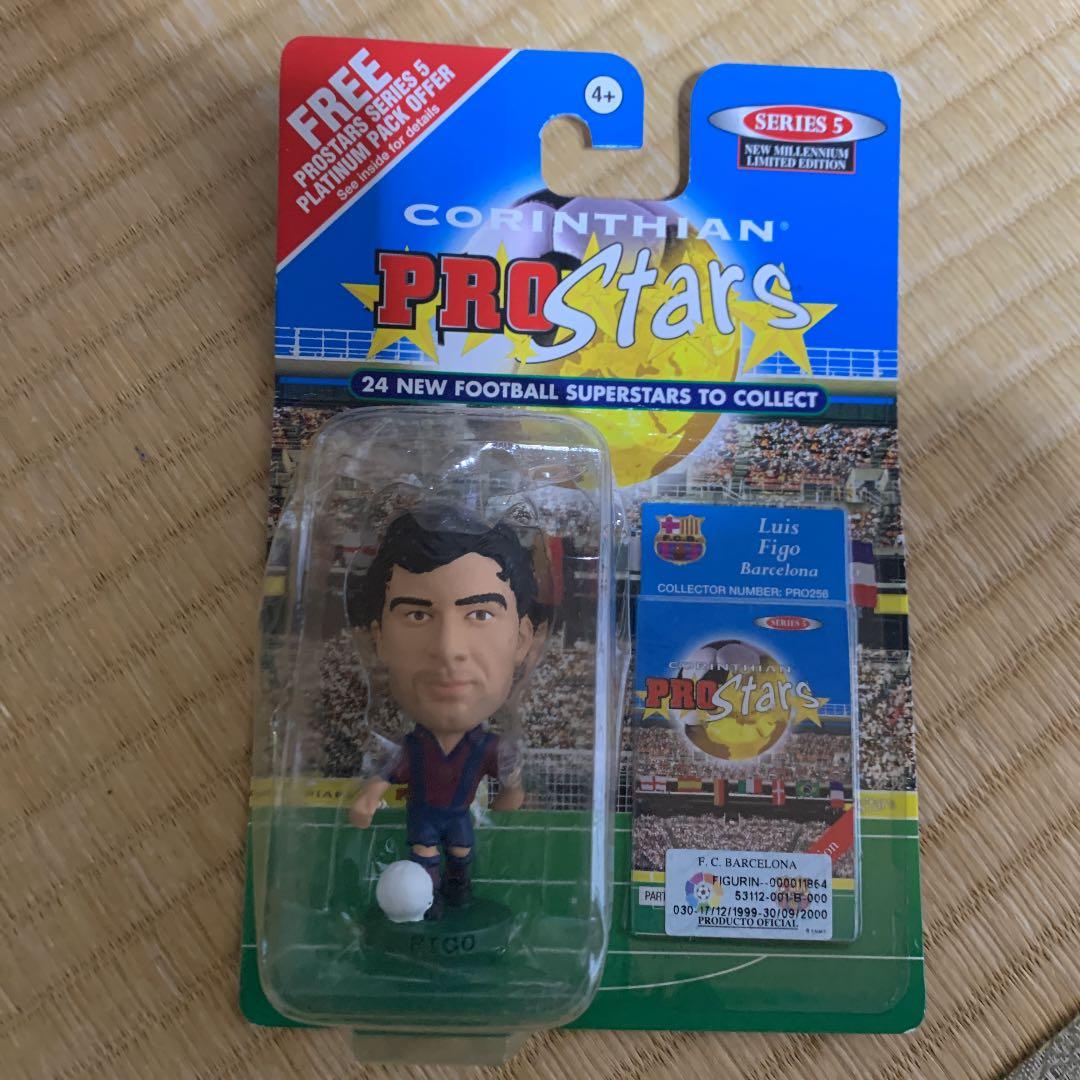 FREE
PROSTARS SERIES 5
PLATINUM PACK OFFER
See inside for details
4+
SERIES 5
NEW MILLENNIUM
LIMITED EDITION
CORINTHIAN®
PROStars
24 NEW FOOTBALL SUPERSTARS TO COLLECT
F.C.B.
Luis
Figo
Barcelona
COLLECTOR NUMBER: PRO256
SERIES 5
CORINTHIAN
PROStars
F. C. BARCELONA
FIGURIN--000011864
53112-001-B-000
030-17/12/1999-30/09/2000
PRODUCTO OFICIAL
PART
FIGO